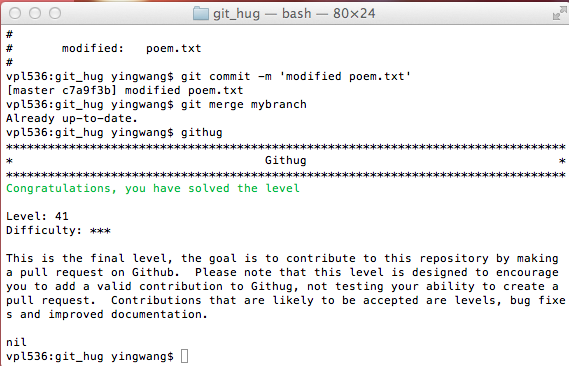 git_hug — bash — 80×24
#
#       modified:   poem.txt
#
vpl536:git_hug yingwang$ git commit -m 'modified poem.txt'
[master c7a9f3b] modified poem.txt
vpl536:git_hug yingwang$ git merge mybranch
Already up-to-date.
vpl536:git_hug yingwang$ githug
********************************************************************************
*                                    Githug                                    *
********************************************************************************
Congratulations, you have solved the level

Level: 41
Difficulty: ***

This is the final level, the goal is to contribute to this repository by making
a pull request on Github.  Please note that this level is designed to encourage
you to add a valid contribution to Githug, not testing your ability to create a
pull request.  Contributions that are likely to be accepted are levels, bug fixe
s and improved documentation.

nil
vpl536:git_hug yingwang$